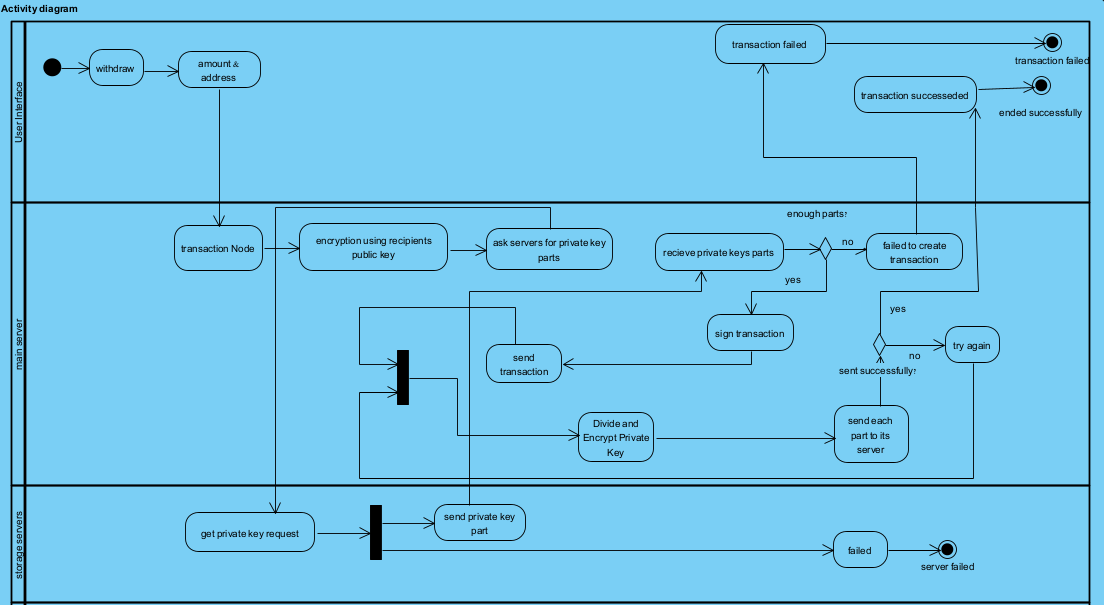 Activity diagram
User Interface
withdraw
amount &
address
transaction failed
transaction failed
transaction successeded
ended successfully
main server
transaction Node
encryption using recipients
public key
ask servers for private key
parts
recieve private keys parts
enough parts?
no
yes
failed to create
transaction
sign transaction
send
transaction
yes
no
try again
sent successfully?
Divide and
Encrypt Private
Key
send each
part to its
server
storage servers
get private key request
send private key
part
failed
server failed